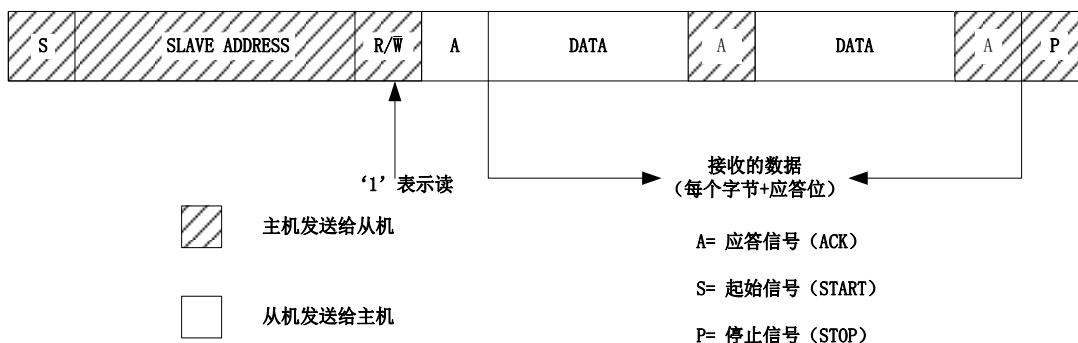 S SLAVE ADDRESS R/W̅ A DATA A DATA A P
‘1’ 表示读
接收的数据
（每个字节+应答位）
主机发送给从机
A= 应答信号（ACK）
S= 起始信号（START）
从机发送给主机
P= 停止信号（STOP）